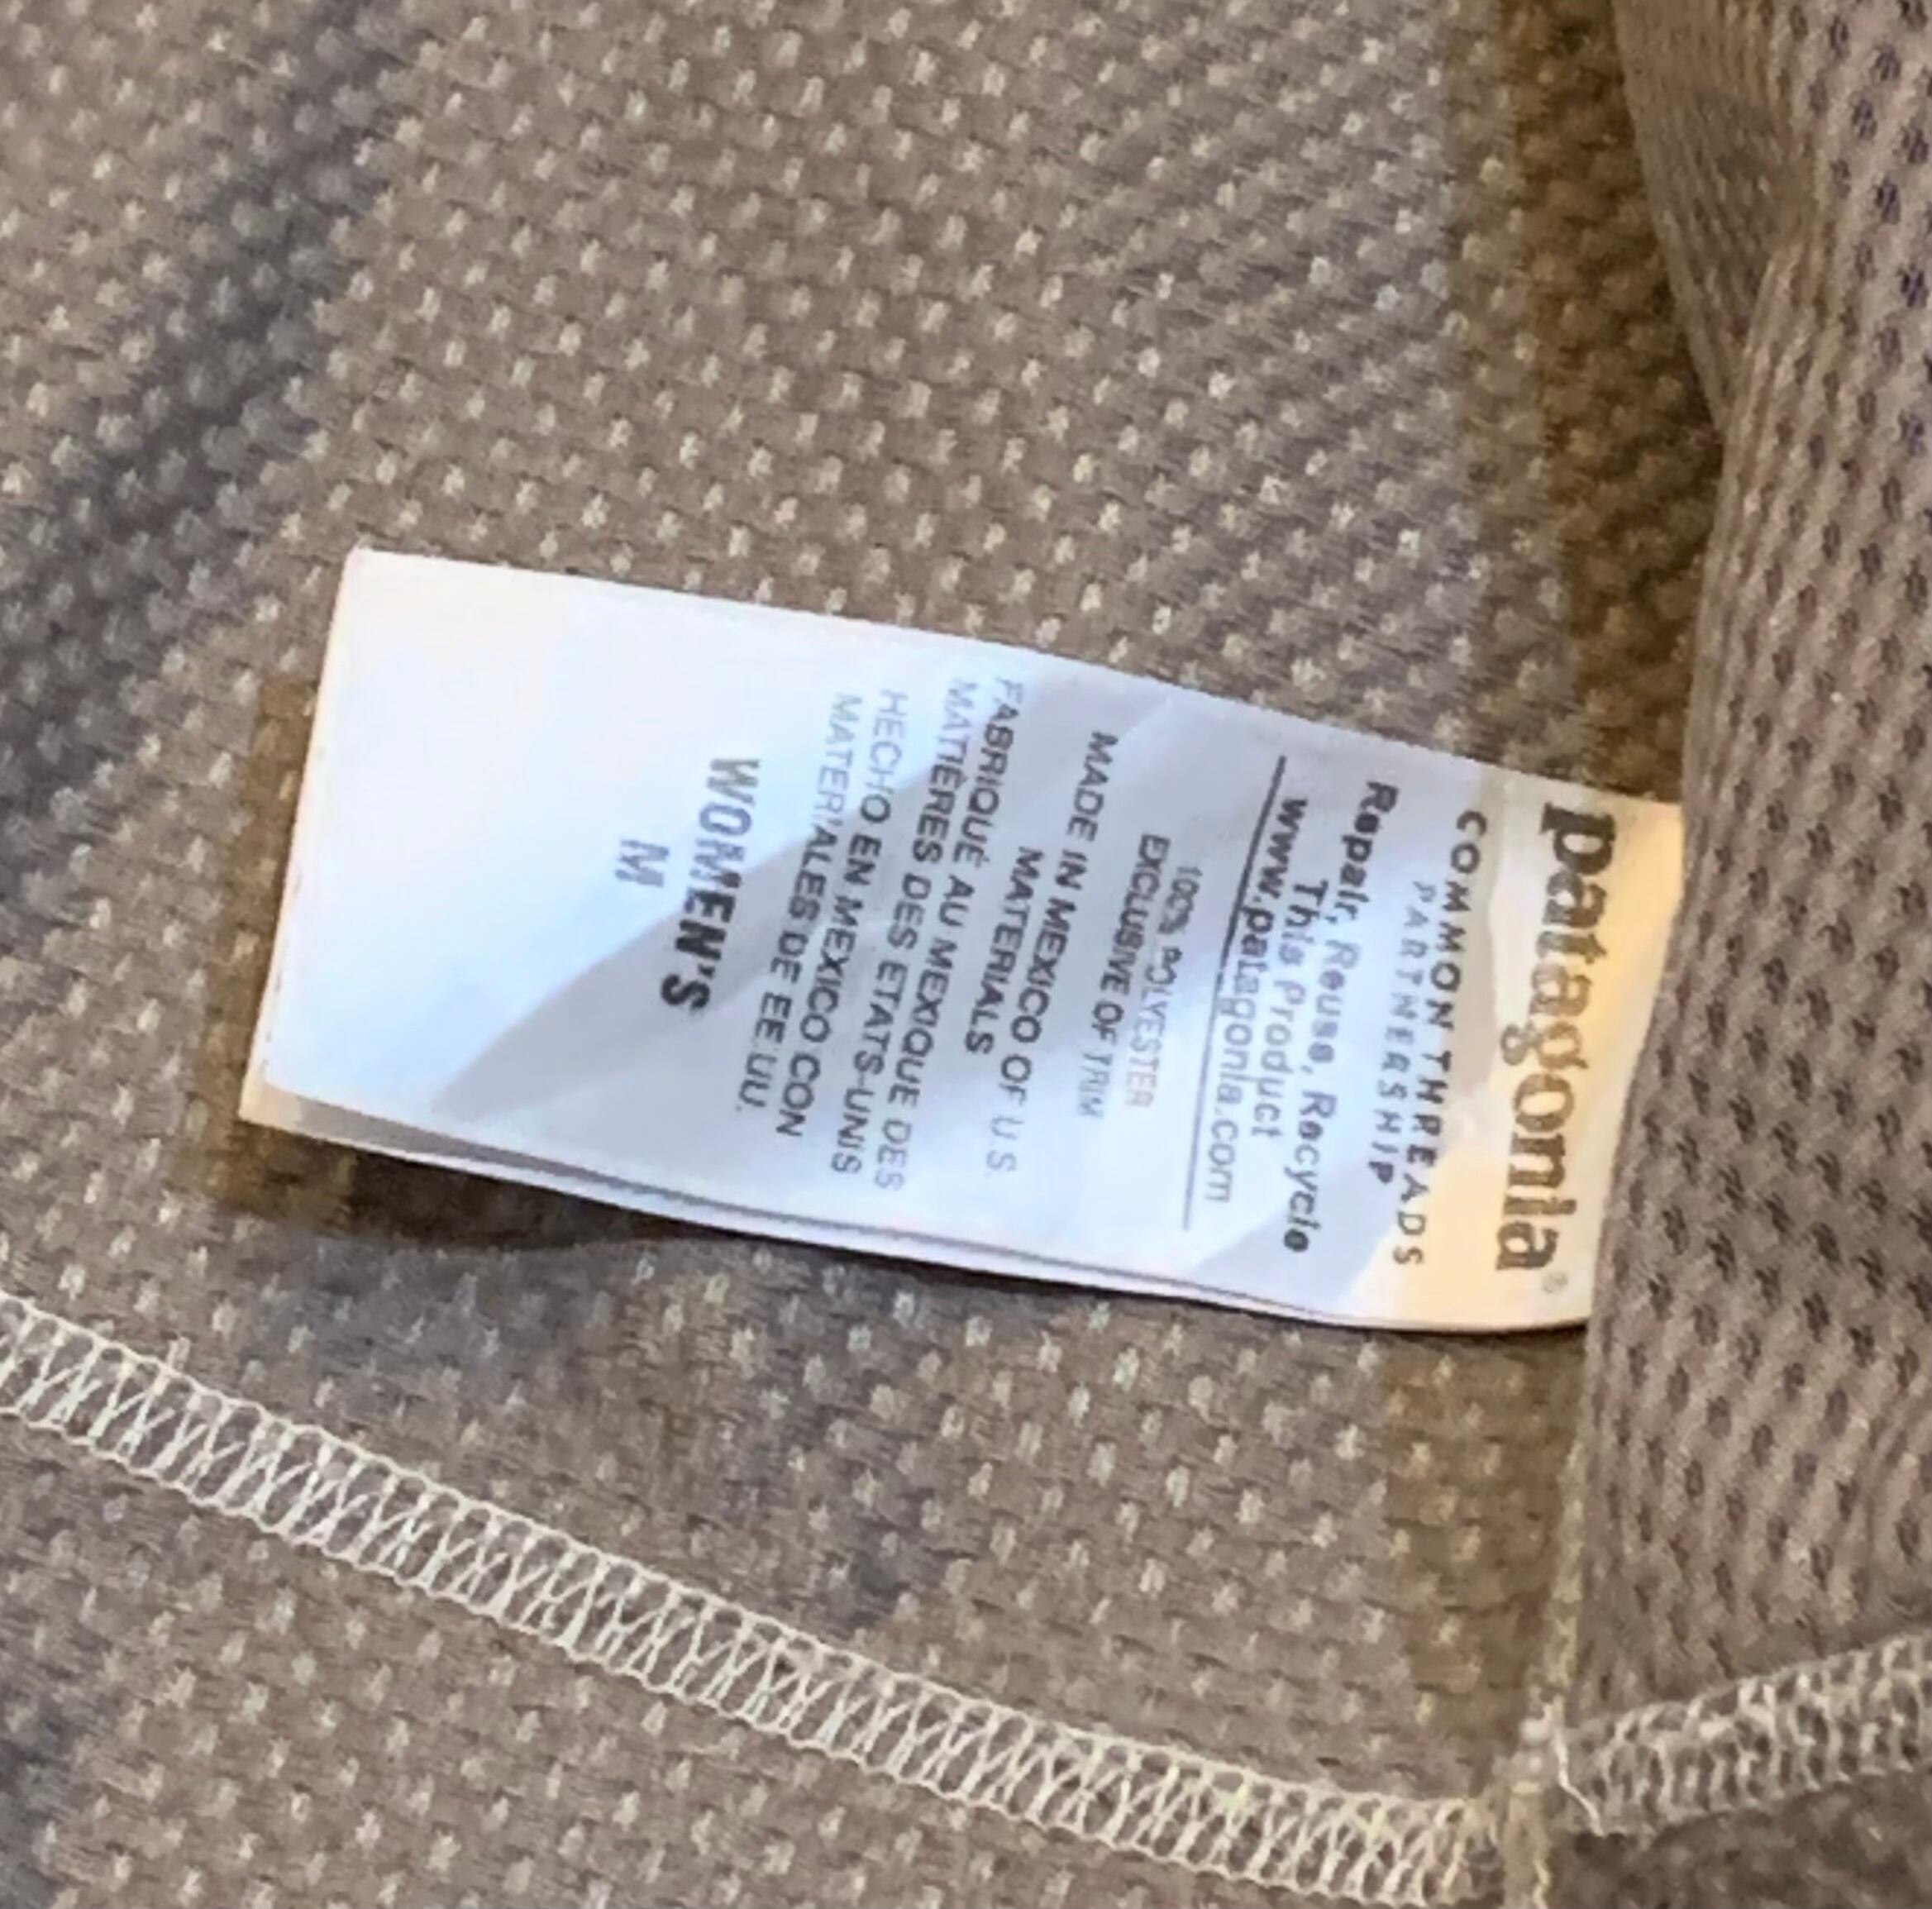 patagonia®
COMMON THREADS
PARTNERSHIP
Repair, Reuse, Recycle
This Product
www.patagonia.com
100% POLYESTER
EXCLUSIVE OF TRIM
MADE IN MEXICO OF U.S.
MATERIALS
FABRIQUÉ AU MEXIQUE DES
MATIÈRES DES ETATS-UNIS
HECHO EN MEXICO CON
MATERIALES DE EE.UU.
WOMEN'S
M